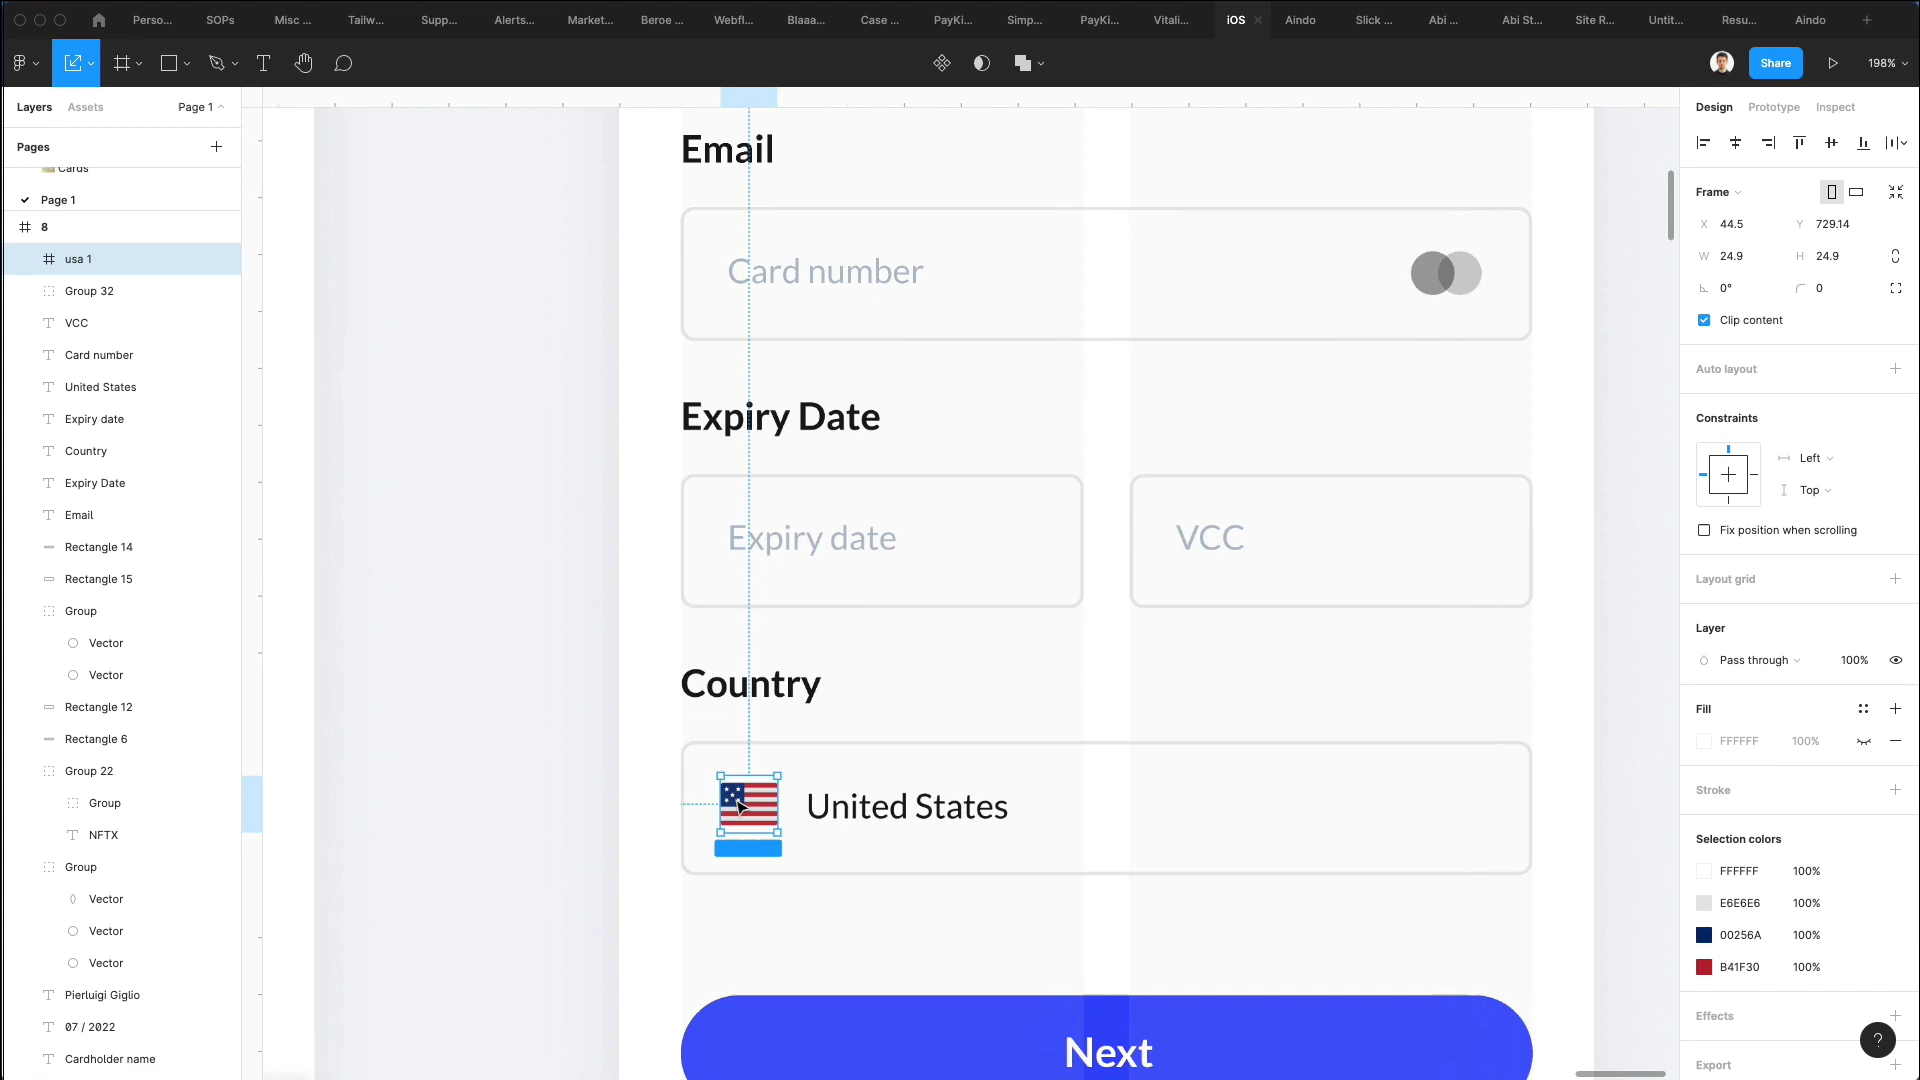 Perso... SOPs Misc ... Tailw... Supp... Alerts... Market... Beroe ... Webfl... Blaaa... Case ... PayKi... Simp... PayKi... Vitali... iOS Aindo Slick ... Abi ... Abi St... Site R... Untit... Resu... Aindo
Share 198%
Layers Assets Page 1
Pages
Cards
Page 1
8
usa 1
Group 32
VCC
Card number
United States
Expiry date
Country
Expiry Date
Email
Rectangle 14
Rectangle 15
Group
Vector
Vector
Rectangle 12
Rectangle 6
Group 22
Group
NFTX
Group
Vector
Vector
Vector
Pierluigi Giglio
07 / 2022
Cardholder name
Email
Card number
Expiry Date
Expiry date VCC
Country
United States
Next
Design Prototype Inspect
Frame
X 44.5 Y 729.14
W 24.9 H 24.9
0° 0
Clip content
Auto layout
Constraints
Left
Top
Fix position when scrolling
Layout grid
Layer
Pass through 100%
Fill
FFFFFF 100%
Stroke
Selection colors
FFFFFF 100%
E6E6E6 100%
00256A 100%
B41F30 100%
Effects
?
Export